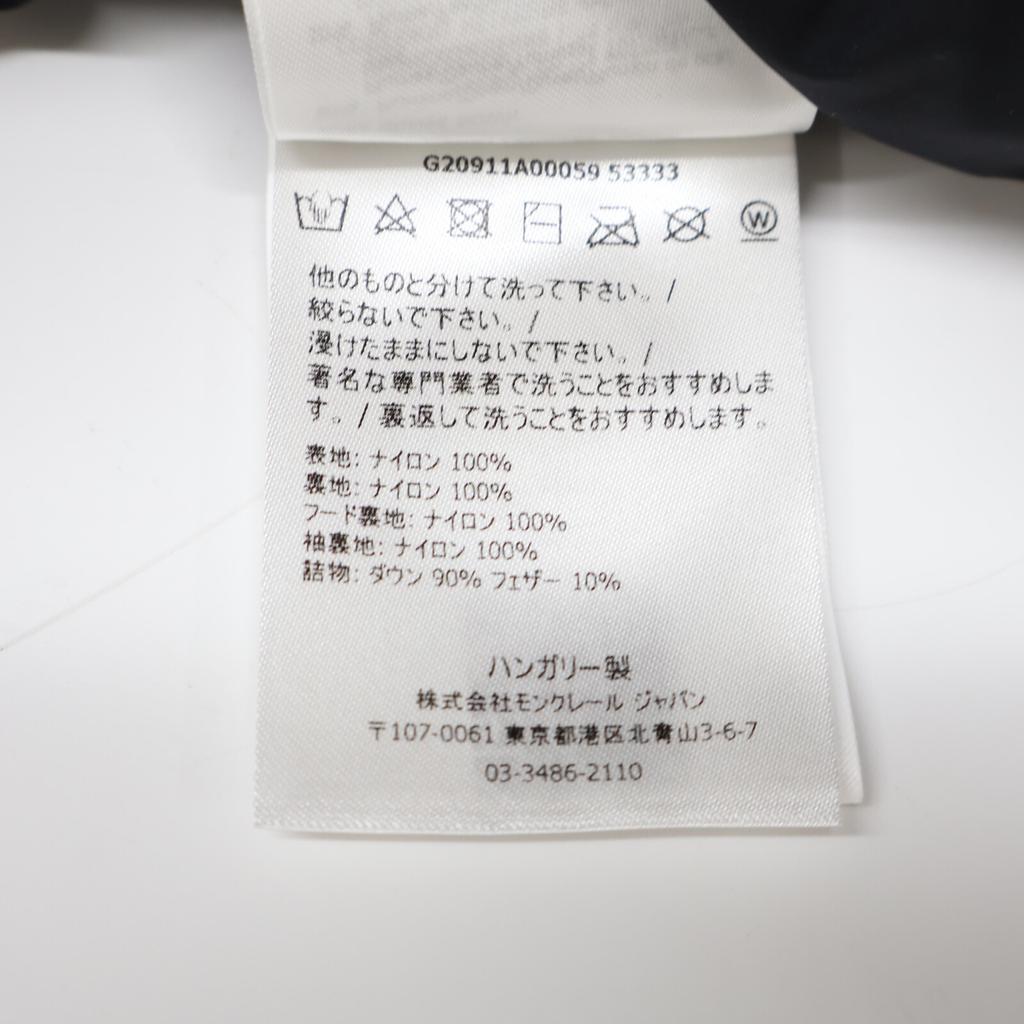 G20911A00059 53333
W
他のものと分けて洗って下さい。/
絞らないで下さい。/
浸けたままにしないで下さい。/
著名な専門業者で洗うことをおすすめしま
す。/ 裏返して洗うことをおすすめします。
表地: ナイロン 100%
裏地: ナイロン 100%
フード裏地: ナイロン 100%
袖裏地: ナイロン 100%
詰物: ダウン 90% フェザー 10%
ハンガリー製
株式会社モンクレール ジャパン
〒107-0061 東京都港区北青山3-6-7
03-3486-2110